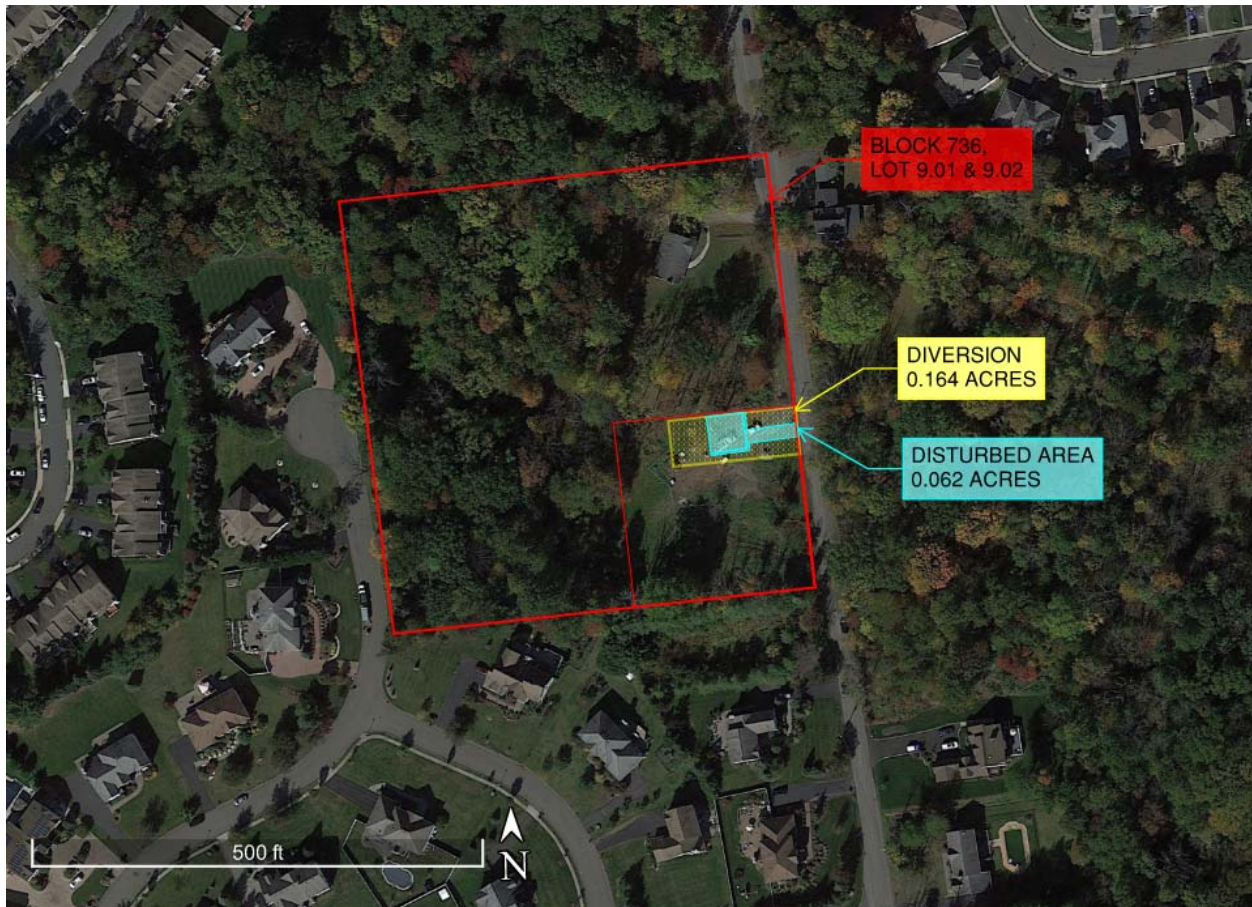 BLOCK 736,
LOT 9.01 & 9.02
DIVERSION
0.164 ACRES
DISTURBED AREA
0.062 ACRES
500 ft
N